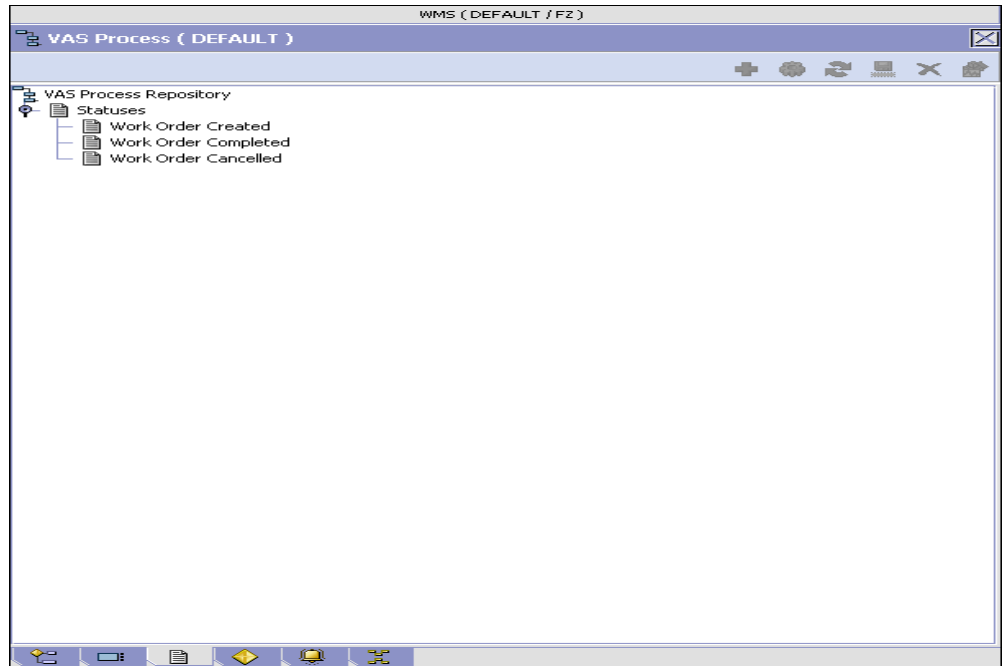 WMS ( DEFAULT / FZ )
VAS Process ( DEFAULT )
VAS Process Repository
Statuses
Work Order Created
Work Order Completed
Work Order Cancelled